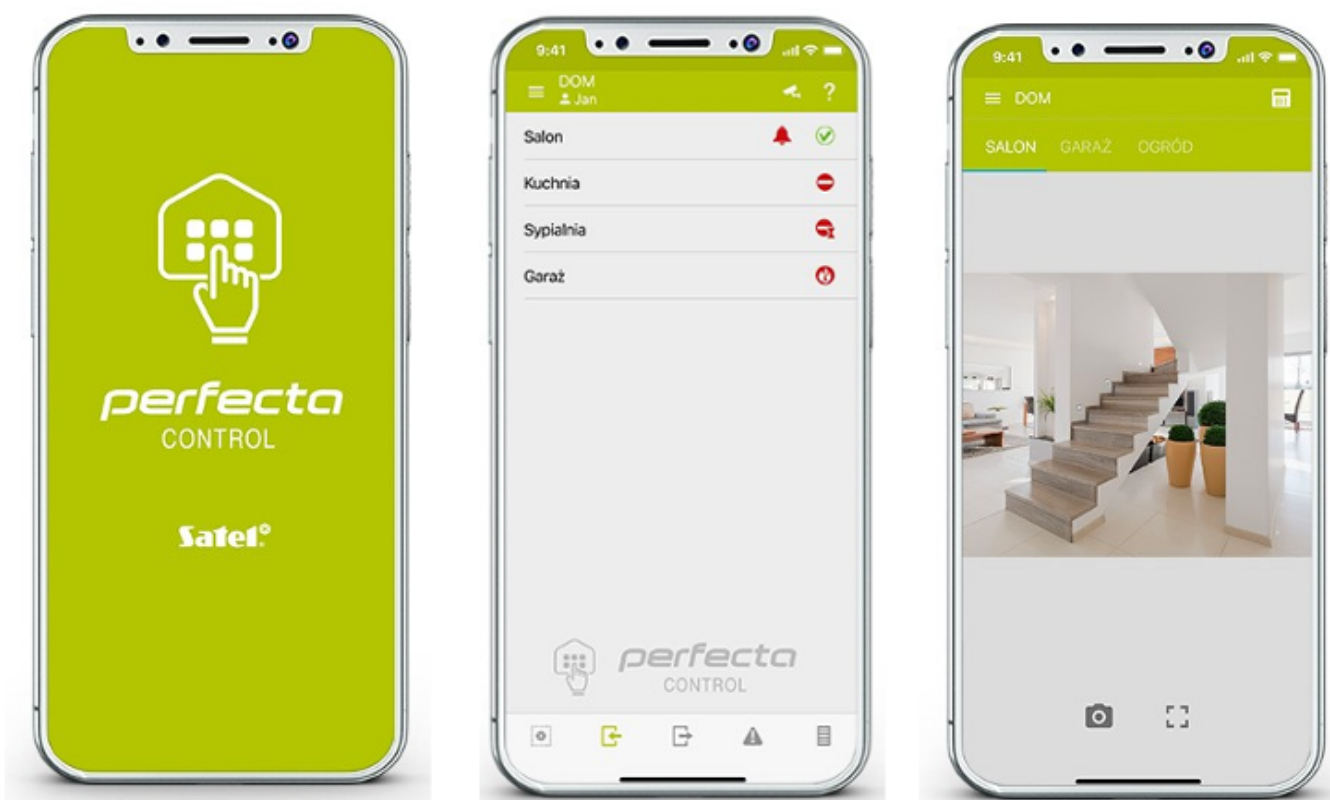 perfecta
CONTROL
Satel®
9:41
DOM
Jan
?
Salon
Kuchnia
Sypialnia
Garaż
perfecta
CONTROL
9:41
DOM
SALON GARAŻ OGRÓD